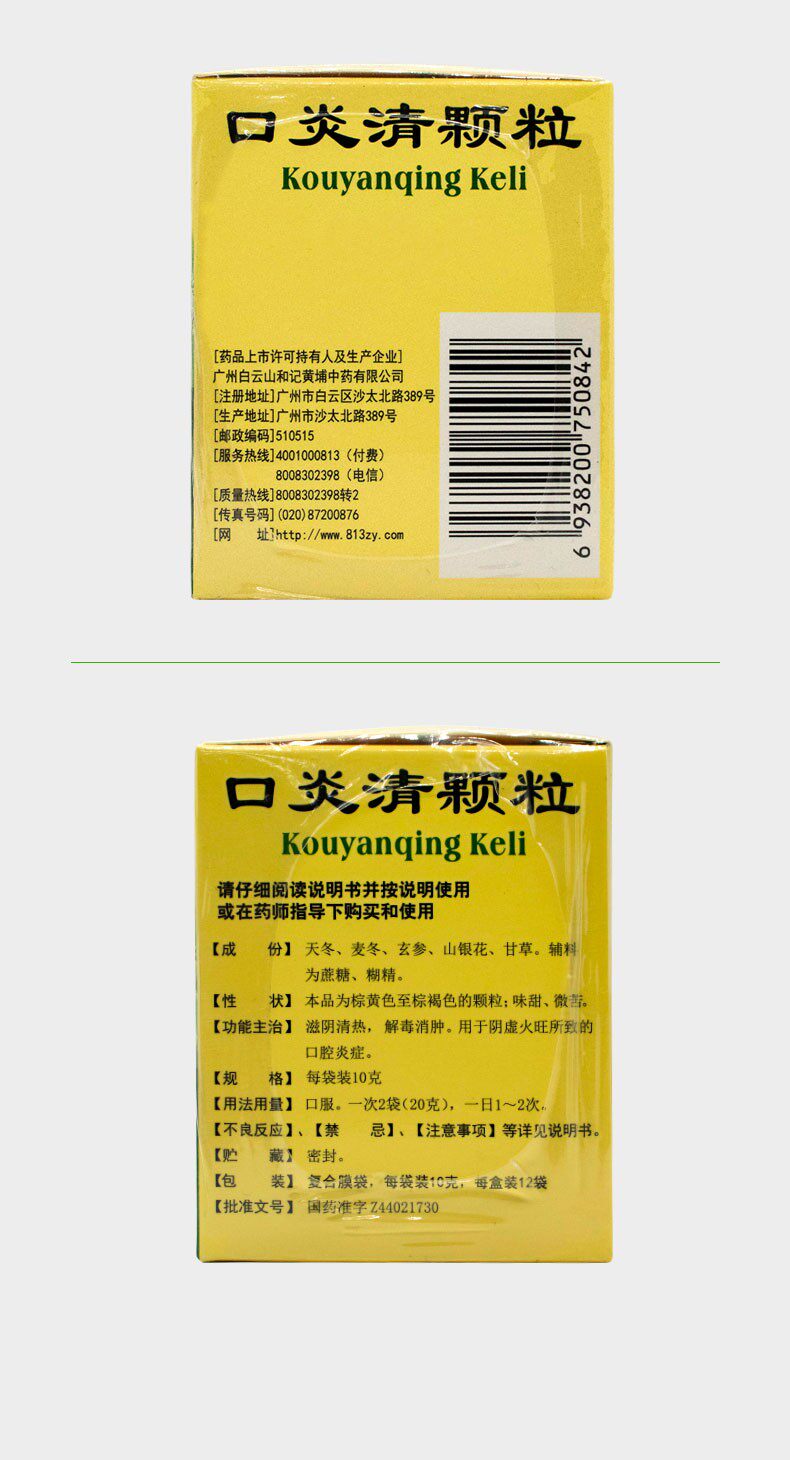 口炎清颗粒
Kouyanqing Keli
[药品上市许可持有人及生产企业]
广州白云山和记黄埔中药有限公司
[注册地址]广州市白云区沙太北路389号
[生产地址]广州市沙太北路389号
[邮政编码]510515
[服务热线]4001000813（付费）
8008302398（电信）
[质量热线]8008302398转2
[传真号码](020)87200876
[网 址]http://www.813zy.com
6 938200 750842
口炎清颗粒
Kouyanqing Keli
请仔细阅读说明书并按说明使用
或在药师指导下购买和使用
【成 份】 天冬、麦冬、玄参、山银花、甘草。辅料
为蔗糖、糊精。
【性 状】 本品为棕黄色至棕褐色的颗粒；味甜、微苦。
【功能主治】 滋阴清热，解毒消肿。用于阴虚火旺所致的
口腔炎症。
【规 格】 每袋装10克
【用法用量】 口服。一次2袋（20克），一日1～2次。
【不良反应】、【禁 忌】、【注意事项】等详见说明书。
【贮 藏】 密封。
【包 装】 复合膜袋，每袋装10克，每盒装12袋
【批准文号】 国药准字Z44021730